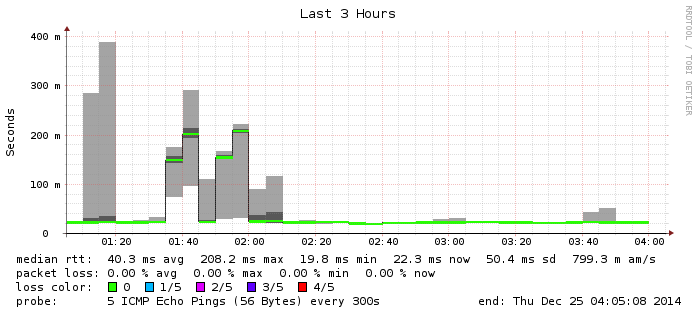 Last 3 Hours
RRDTOOL / TOBI OETIKER
Seconds
400 m
300 m
200 m
100 m
0
01:20 01:40 02:00 02:20 02:40 03:00 03:20 03:40 04:00
median rtt: 40.3 ms avg 208.2 ms max 19.8 ms min 22.3 ms now 50.4 ms sd 799.3 m am/s
packet loss: 0.00 % avg 0.00 % max 0.00 % min 0.00 % now
loss color: 0 1/5 2/5 3/5 4/5
probe: 5 ICMP Echo Pings (56 Bytes) every 300s end: Thu Dec 25 04:05:08 2014